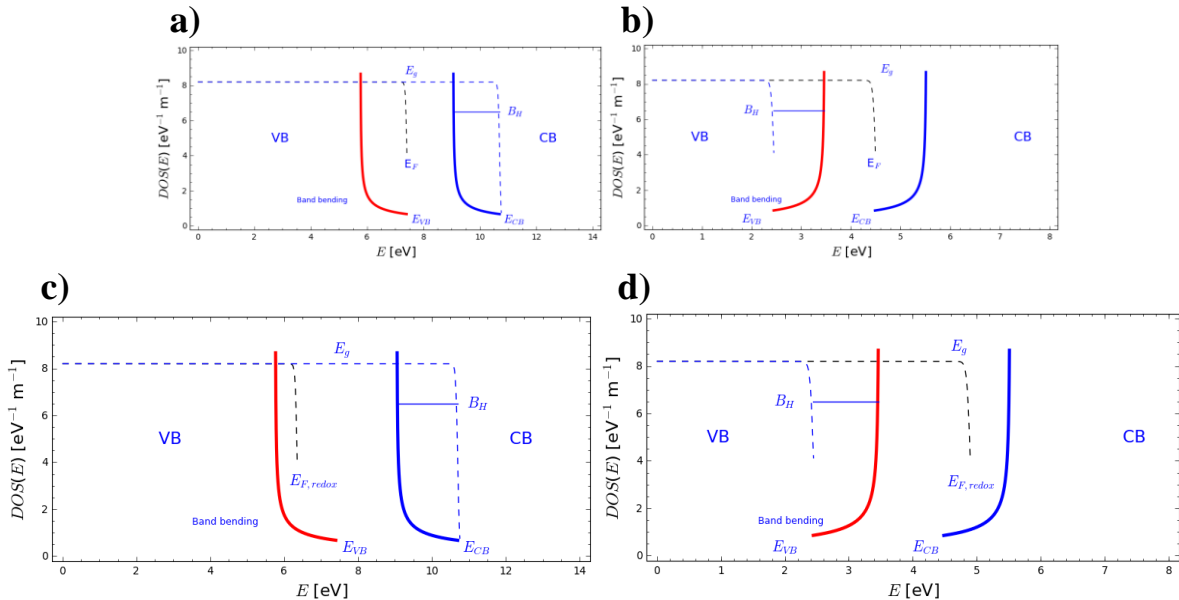 a)
10
8
6
4
2
0
DOS(E) [eV⁻¹ m⁻¹]
E_g
B_H
VB
CB
E_F
Band bending
E_VB
E_CB
0 2 4 6 8 10 12 14
E [eV]
b)
10
8
6
4
2
0
DOS(E) [eV⁻¹ m⁻¹]
E_g
B_H
VB
CB
E_F
Band bending
E_VB
E_CB
0 1 2 3 4 5 6 7 8
E [eV]
c)
10
8
6
4
2
0
DOS(E) [eV⁻¹ m⁻¹]
E_g
B_H
VB
CB
E_F,redox
Band bending
E_VB
E_CB
0 2 4 6 8 10 12 14
E [eV]
d)
10
8
6
4
2
0
DOS(E) [eV⁻¹ m⁻¹]
E_g
B_H
VB
CB
E_F,redox
Band bending
E_VB
E_CB
0 1 2 3 4 5 6 7 8
E [eV]